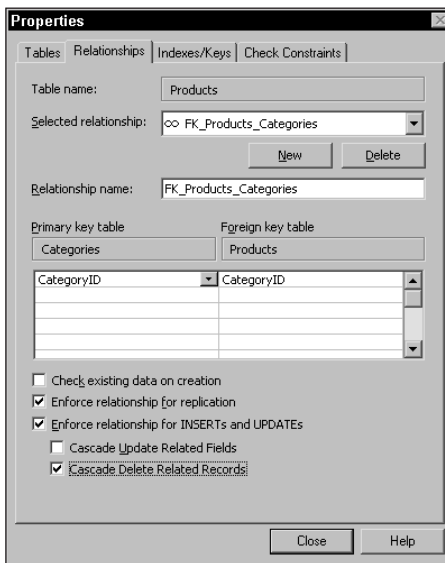 Properties
Tables Relationships Indexes/Keys Check Constraints
Table name: Products
Selected relationship: FK_Products_Categories
New Delete
Relationship name: FK_Products_Categories
Primary key table Foreign key table
Categories Products
CategoryID CategoryID
Check existing data on creation
Enforce relationship for replication
Enforce relationship for INSERTs and UPDATEs
Cascade Update Related Fields
Cascade Delete Related Records
Close Help